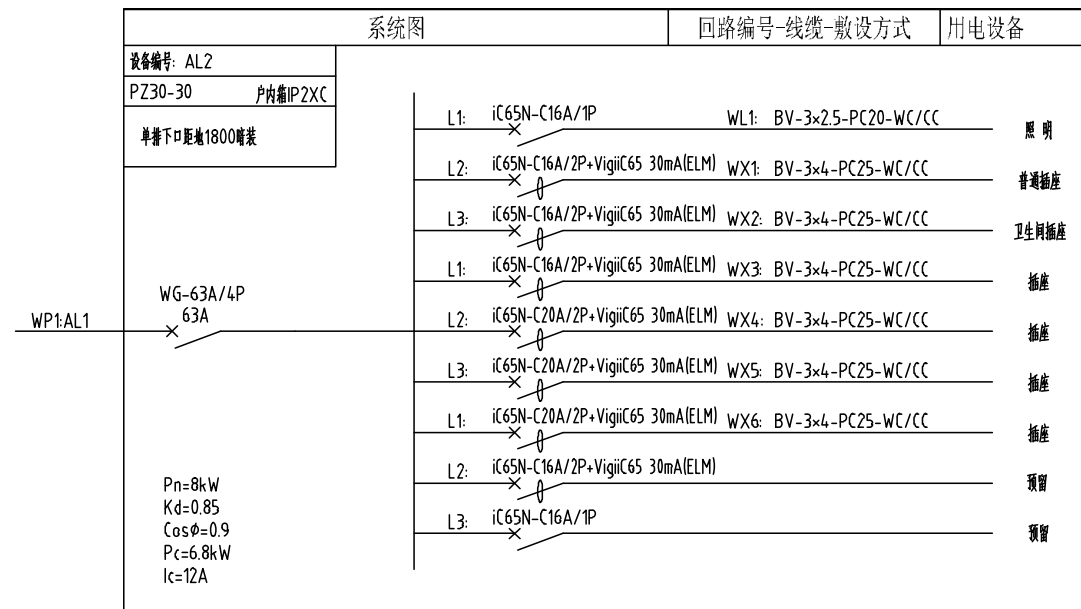 系统图 回路编号-线缆-敷设方式 用电设备
设备编号: AL2
PZ30-30 户内箱IP2XC
单排下口距地1800暗装
L1: iC65N-C16A/1P WL1: BV-3×2.5-PC20-WC/CC 照明
L2: iC65N-C16A/2P+VigiiC65 30mA(ELM) WX1: BV-3×4-PC25-WC/CC 普通插座
L3: iC65N-C16A/2P+VigiiC65 30mA(ELM) WX2: BV-3×4-PC25-WC/CC 卫生间插座
L1: iC65N-C16A/2P+VigiiC65 30mA(ELM) WX3: BV-3×4-PC25-WC/CC 插座
WG-63A/4P
WP1:AL1 63A L2: iC65N-C20A/2P+VigiiC65 30mA(ELM) WX4: BV-3×4-PC25-WC/CC 插座
L3: iC65N-C20A/2P+VigiiC65 30mA(ELM) WX5: BV-3×4-PC25-WC/CC 插座
L1: iC65N-C20A/2P+VigiiC65 30mA(ELM) WX6: BV-3×4-PC25-WC/CC 插座
L2: iC65N-C16A/2P+VigiiC65 30mA(ELM) 预留
L3: iC65N-C16A/1P 预留
Pn=8kW
Kd=0.85
Cosφ=0.9
Pc=6.8kW
Ic=12A